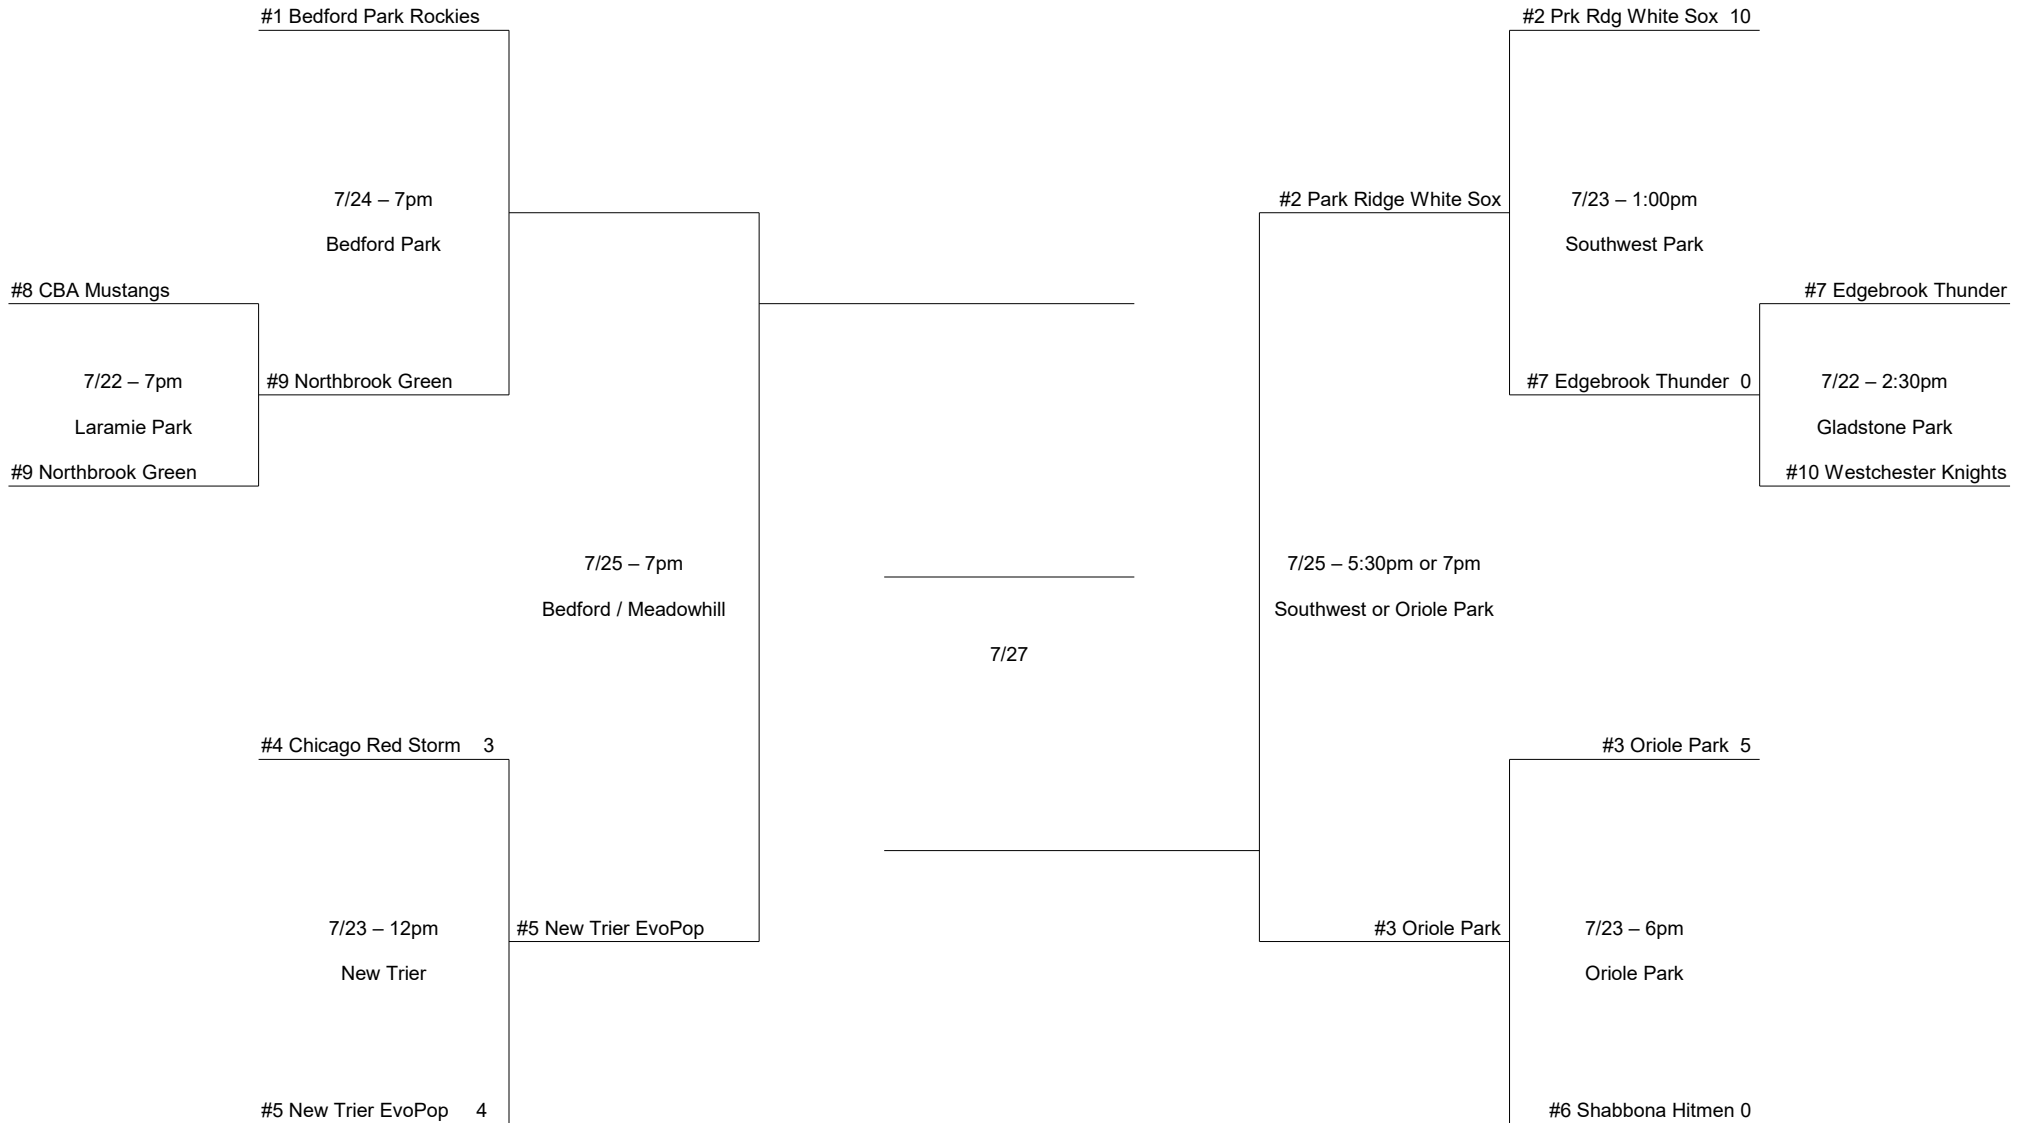 #1 Bedford Park Rockies
#2 Prk Rdg White Sox 10
7/24 – 7pm
#2 Park Ridge White Sox
7/23 – 1:00pm
Bedford Park
Southwest Park
#8 CBA Mustangs
#7 Edgebrook Thunder
7/22 – 7pm
#9 Northbrook Green
#7 Edgebrook Thunder 0
7/22 – 2:30pm
Laramie Park
Gladstone Park
#9 Northbrook Green
#10 Westchester Knights
7/25 – 7pm
7/25 – 5:30pm or 7pm
Bedford / Meadowhill
Southwest or Oriole Park
7/27
#4 Chicago Red Storm 3
#3 Oriole Park 5
7/23 – 12pm
#5 New Trier EvoPop
#3 Oriole Park
7/23 – 6pm
New Trier
Oriole Park
#5 New Trier EvoPop 4
#6 Shabbona Hitmen 0